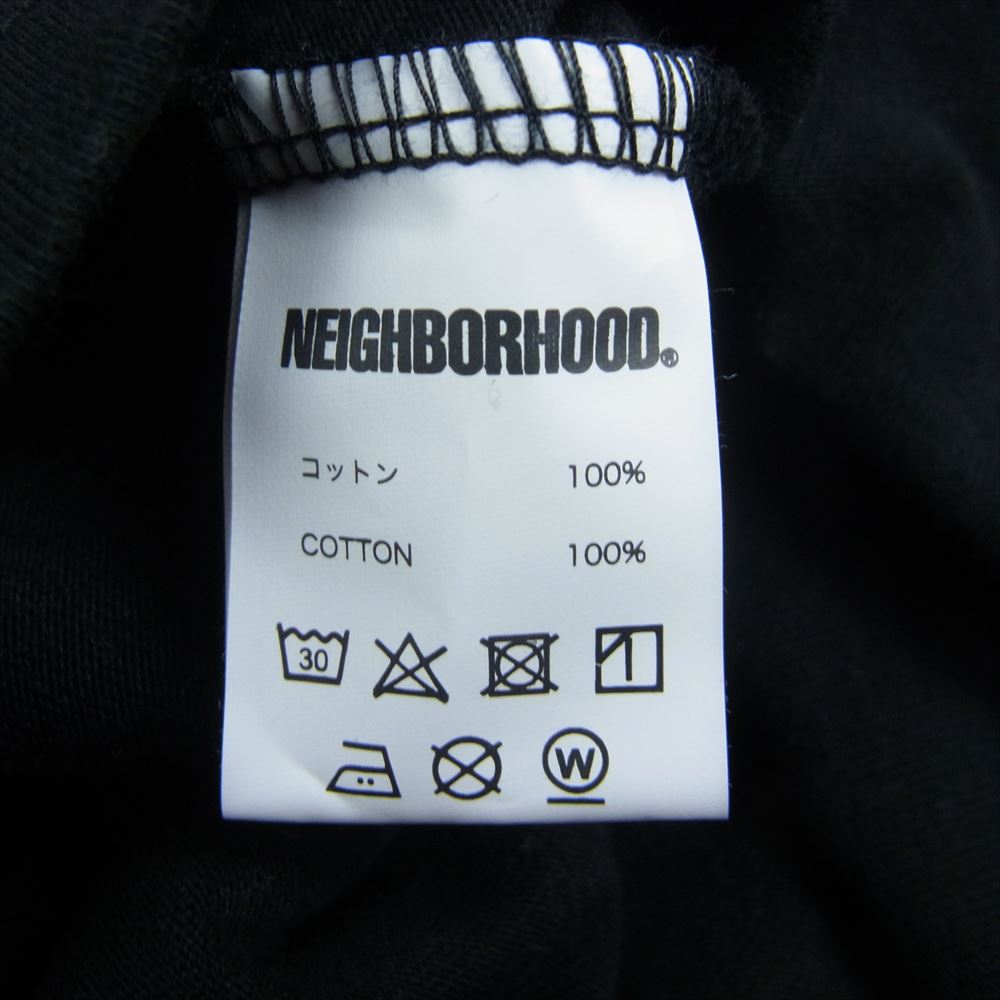 NEIGHBORHOOD®
コットン 100%
COTTON 100%
30
W